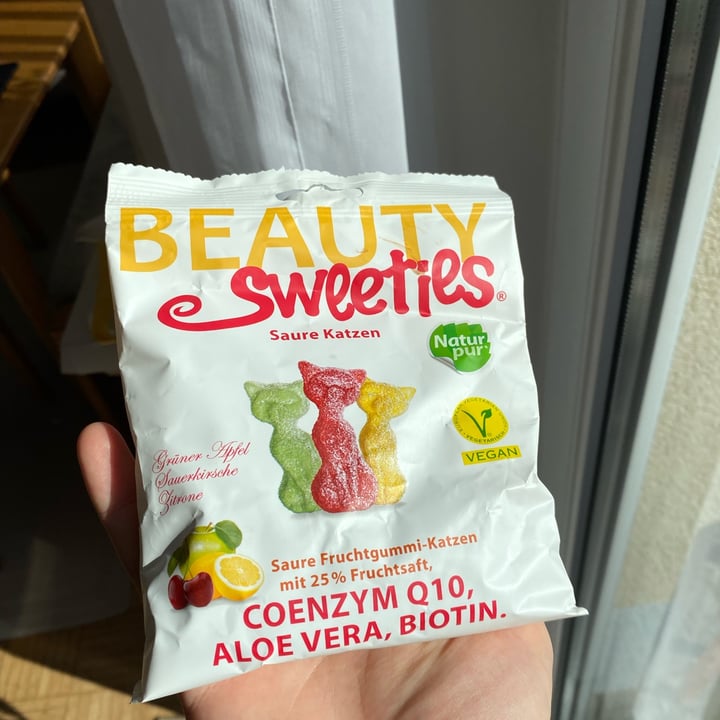 BEAUTY
Sweeties®
Saure Katzen
Natur
pur
VEGAN
Grüner Apfel
Sauerkirsche
Zitrone
Saure Fruchtgummi-Katzen
mit 25% Fruchtsaft,
COENZYM Q10,
ALOE VERA, BIOTIN.